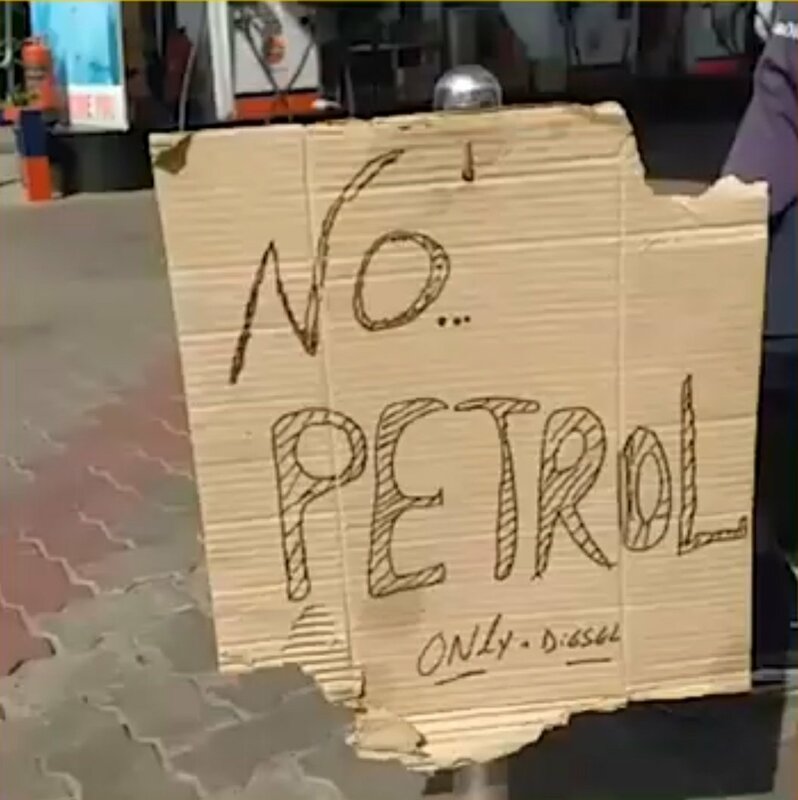 NO...
PETROL
ONLY . DIESEL